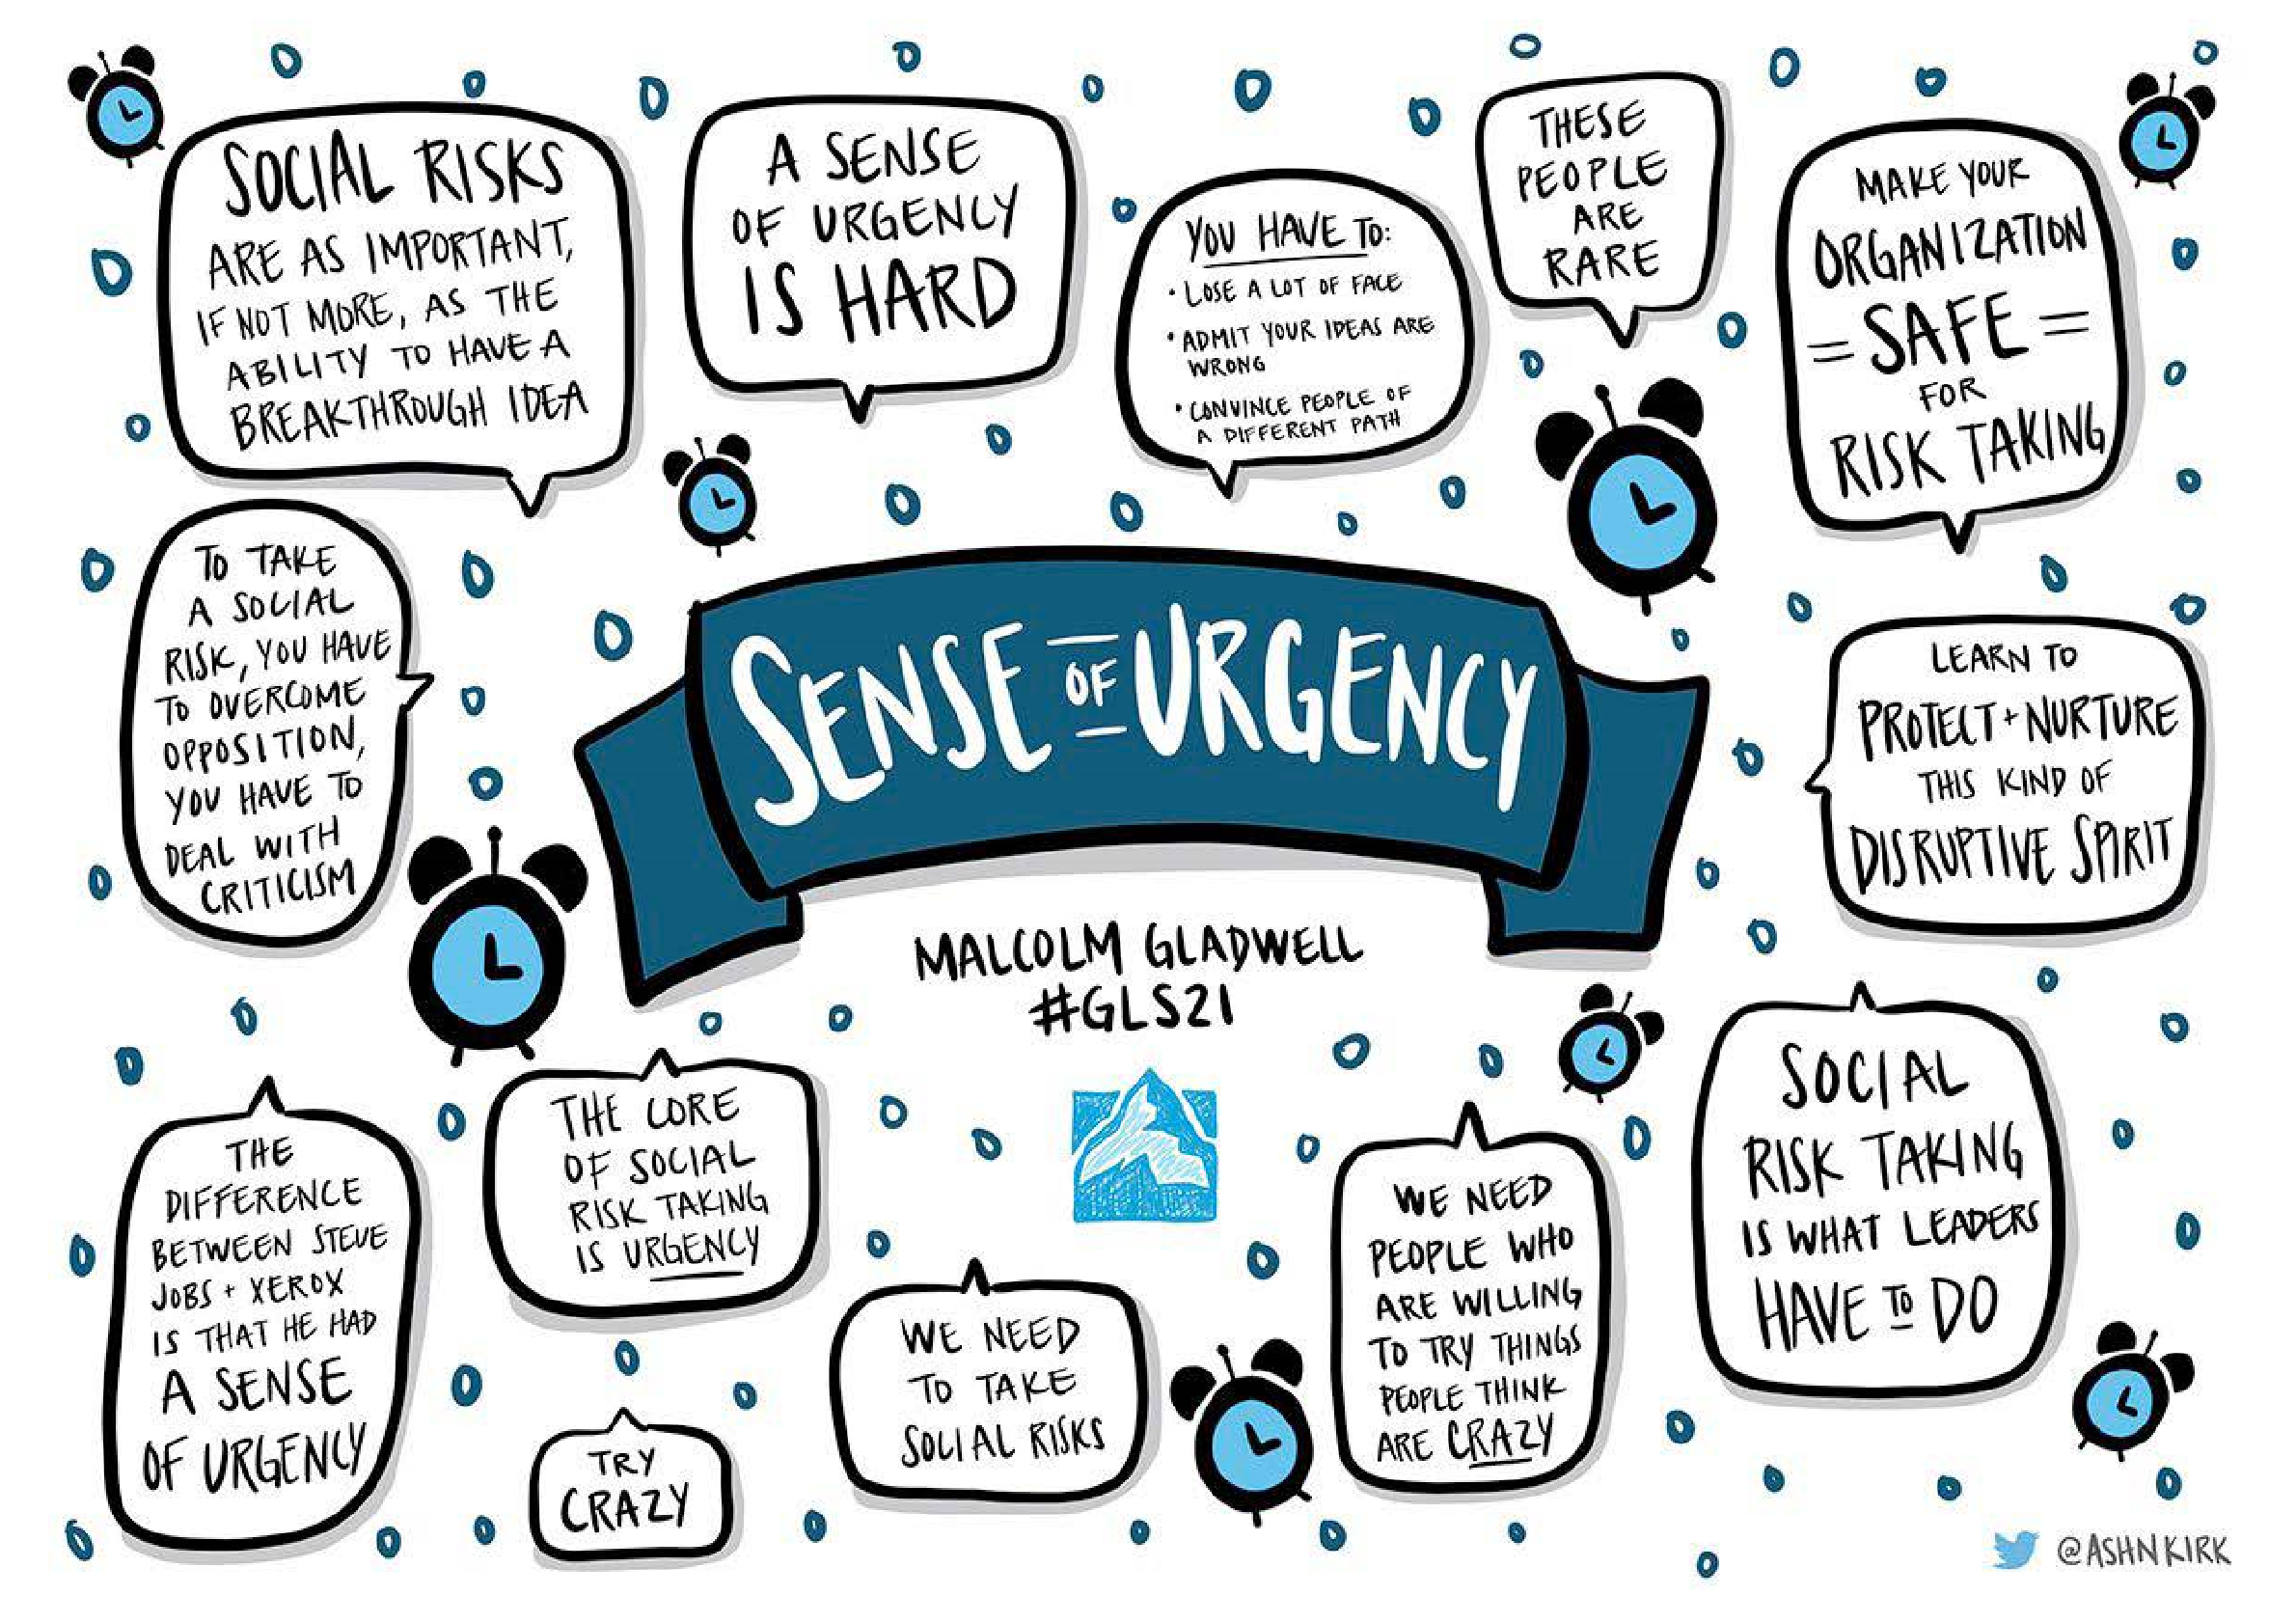 SOCIAL RISKS
ARE AS IMPORTANT,
IF NOT MORE, AS THE
ABILITY TO HAVE A
BREAKTHROUGH IDEA
A SENSE
OF URGENCY
IS HARD
YOU HAVE TO:
• LOSE A LOT OF FACE
• ADMIT YOUR IDEAS ARE
WRONG
• CONVINCE PEOPLE OF
A DIFFERENT PATH
THESE
PEOPLE
ARE
RARE
MAKE YOUR
ORGANIZATION
= SAFE =
FOR
RISK TAKING
TO TAKE
A SOCIAL
RISK, YOU HAVE
TO OVERCOME
OPPOSITION,
YOU HAVE TO
DEAL WITH
CRITICISM
SENSE OF URGENCY
MALCOLM GLADWELL
#GLS21
LEARN TO
PROTECT + NURTURE
THIS KIND OF
DISRUPTIVE SPIRIT
THE
DIFFERENCE
BETWEEN STEVE
JOBS + XEROX
IS THAT HE HAD
A SENSE
OF URGENCY
THE CORE
OF SOCIAL
RISK TAKING
IS URGENCY
TRY
CRAZY
WE NEED
TO TAKE
SOCIAL RISKS
WE NEED
PEOPLE WHO
ARE WILLING
TO TRY THINGS
PEOPLE THINK
ARE CRAZY
SOCIAL
RISK TAKING
IS WHAT LEADERS
HAVE TO DO
@ASHNKIRK